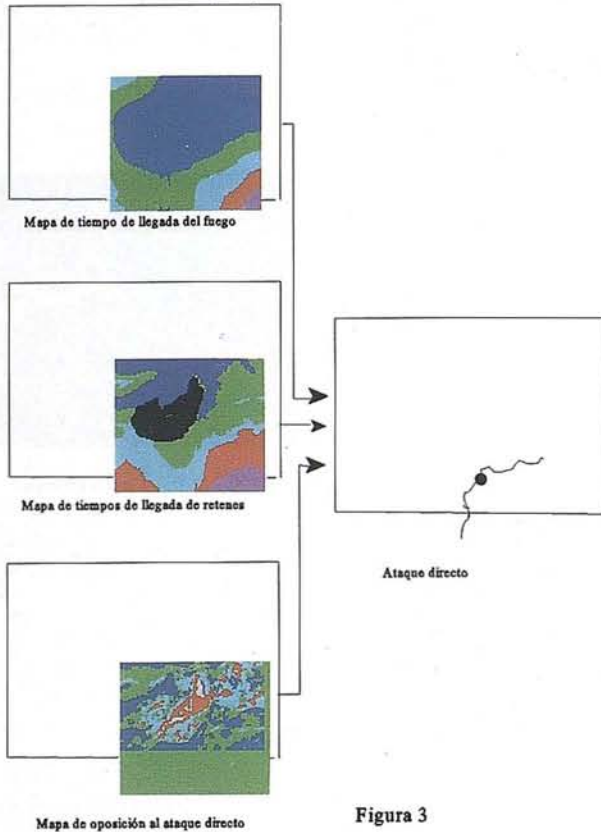 Mapa de tiempo de llegada del fuego
Mapa de tiempos de llegada de retenes
Ataque directo
Mapa de oposición al ataque directo
Figura 3